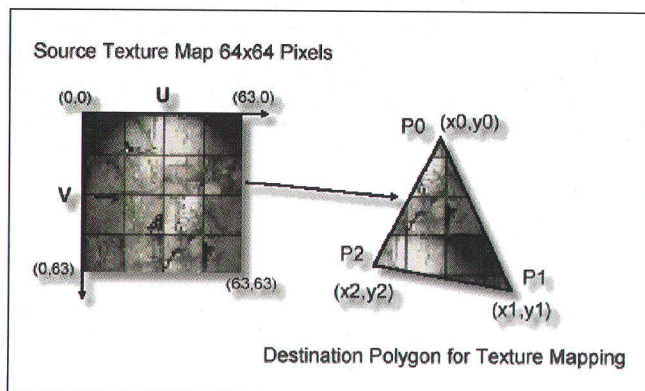 Source Texture Map 64x64 Pixels
(0,0) U (63,0)
V
(0,63) (63,63)
P0 (x0,y0)
P2
(x2,y2)
P1
(x1,y1)
Destination Polygon for Texture Mapping